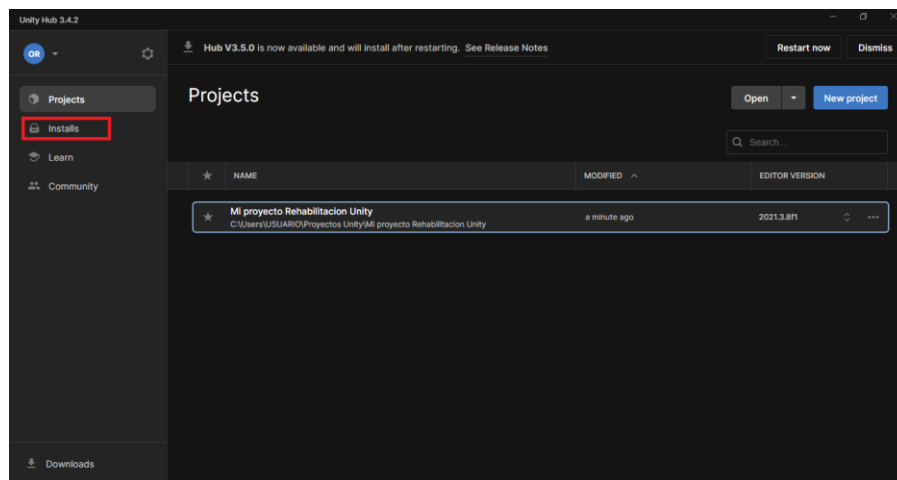 Unity Hub 3.4.2
OR
Hub V3.5.0 is now available and will install after restarting. See Release Notes
Restart now
Dismiss
Projects
Installs
Learn
Community
Downloads
Projects
Open
New project
Search...
NAME
MODIFIED
EDITOR VERSION
Mi proyecto Rehabilitacion Unity
C:\Users\USUARIO\Proyectos Unity\Mi proyecto Rehabilitacion Unity
a minute ago
2021.3.8f1